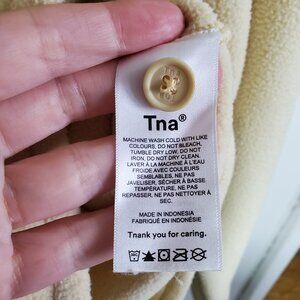 Tna®
MACHINE WASH COLD WITH LIKE
COLOURS, DO NOT BLEACH,
TUMBLE DRY LOW, DO NOT
IRON, DO NOT DRY CLEAN.
LAVER À LA MACHINE À L'EAU
FROIDE AVEC COULEURS
SEMBLABLES, NE PAS
JAVELISER, SÉCHER À BASSE
TEMPÉRATURE, NE PAS
REPASSER, NE PAS NETTOYER À
SEC.
MADE IN INDONESIA
FABRIQUÉ EN INDONÉSIE
Thank you for caring.